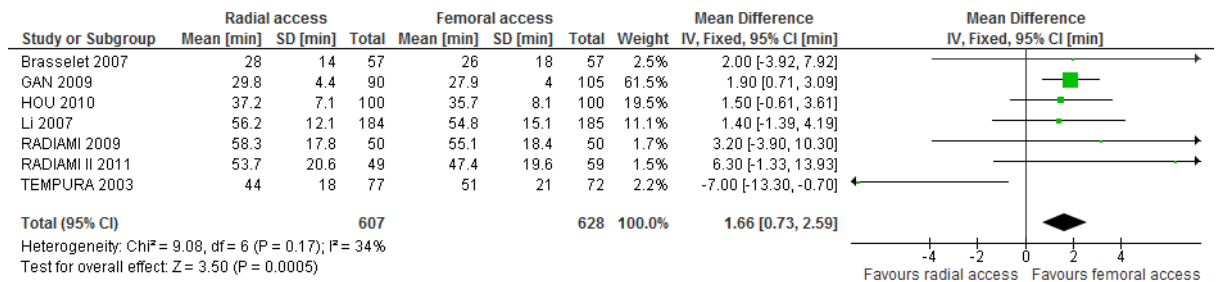 Radial access Femoral access Mean Difference Mean Difference
Study or Subgroup Mean [min] SD [min] Total Mean [min] SD [min] Total Weight IV, Fixed, 95% CI [min] IV, Fixed, 95% CI [min]
Brasselet 2007 28 14 57 26 18 57 2.5% 2.00 [-3.92, 7.92]
GAN 2009 29.8 4.4 90 27.9 4 105 61.5% 1.90 [0.71, 3.09]
HOU 2010 37.2 7.1 100 35.7 8.1 100 19.5% 1.50 [-0.61, 3.61]
Li 2007 56.2 12.1 184 54.8 15.1 185 11.1% 1.40 [-1.39, 4.19]
RADIAMI 2009 58.3 17.8 50 55.1 18.4 50 1.7% 3.20 [-3.90, 10.30]
RADIAMI II 2011 53.7 20.6 49 47.4 19.6 59 1.5% 6.30 [-1.33, 13.93]
TEMPURA 2003 44 18 77 51 21 72 2.2% -7.00 [-13.30, -0.70]
Total (95% CI) 607 628 100.0% 1.66 [0.73, 2.59]
Heterogeneity: Chi² = 9.08, df = 6 (P = 0.17); I² = 34%
Test for overall effect: Z = 3.50 (P = 0.0005)
-4 -2 0 2 4
Favours radial access Favours femoral access